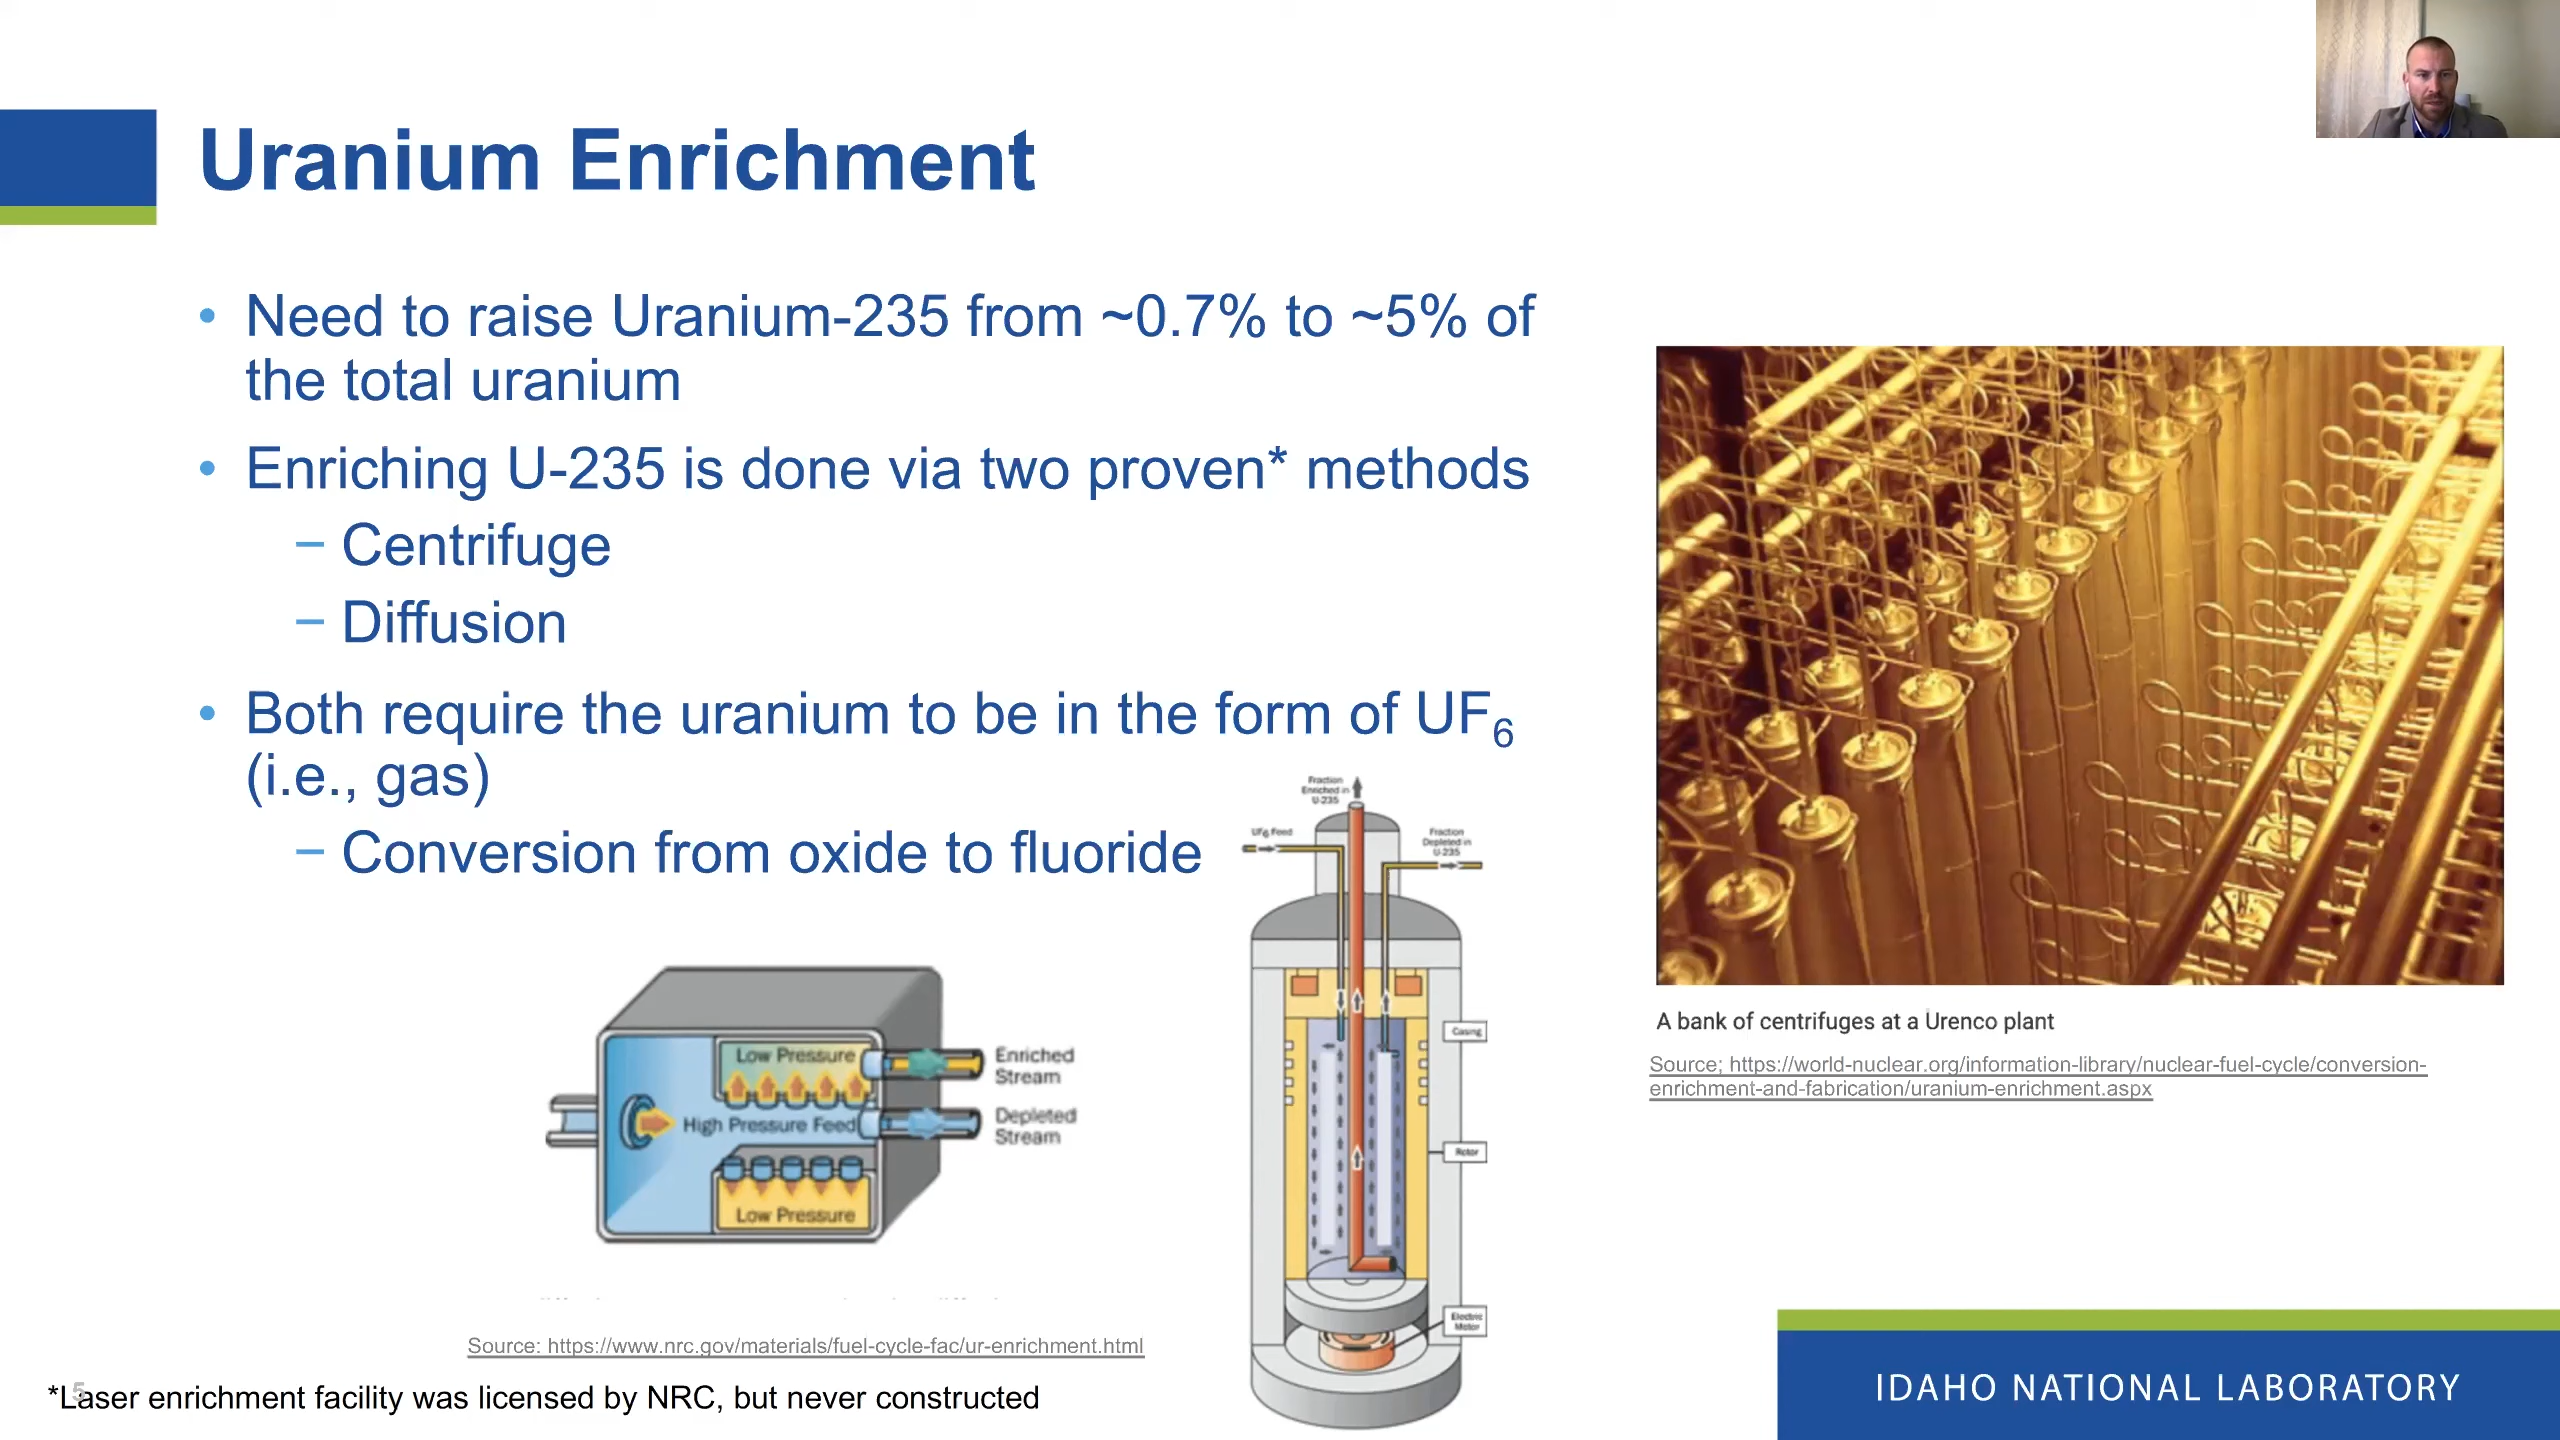 Uranium Enrichment
• Need to raise Uranium-235 from ~0.7% to ~5% of
the total uranium
• Enriching U-235 is done via two proven* methods
− Centrifuge
− Diffusion
• Both require the uranium to be in the form of UF₆
(i.e., gas)
− Conversion from oxide to fluoride
Low Pressure
High Pressure Feed
Low Pressure
Enriched
Stream
Depleted
Stream
Source: https://www.nrc.gov/materials/fuel-cycle-fac/ur-enrichment.html
Fraction
Enriched in
U-235
UF₆ Feed
Fraction
Depleted in
U-235
Casing
Rotor
Electric
Motor
A bank of centrifuges at a Urenco plant
Source; https://world-nuclear.org/information-library/nuclear-fuel-cycle/conversion-
enrichment-and-fabrication/uranium-enrichment.aspx
5
*Laser enrichment facility was licensed by NRC, but never constructed
IDAHO NATIONAL LABORATORY